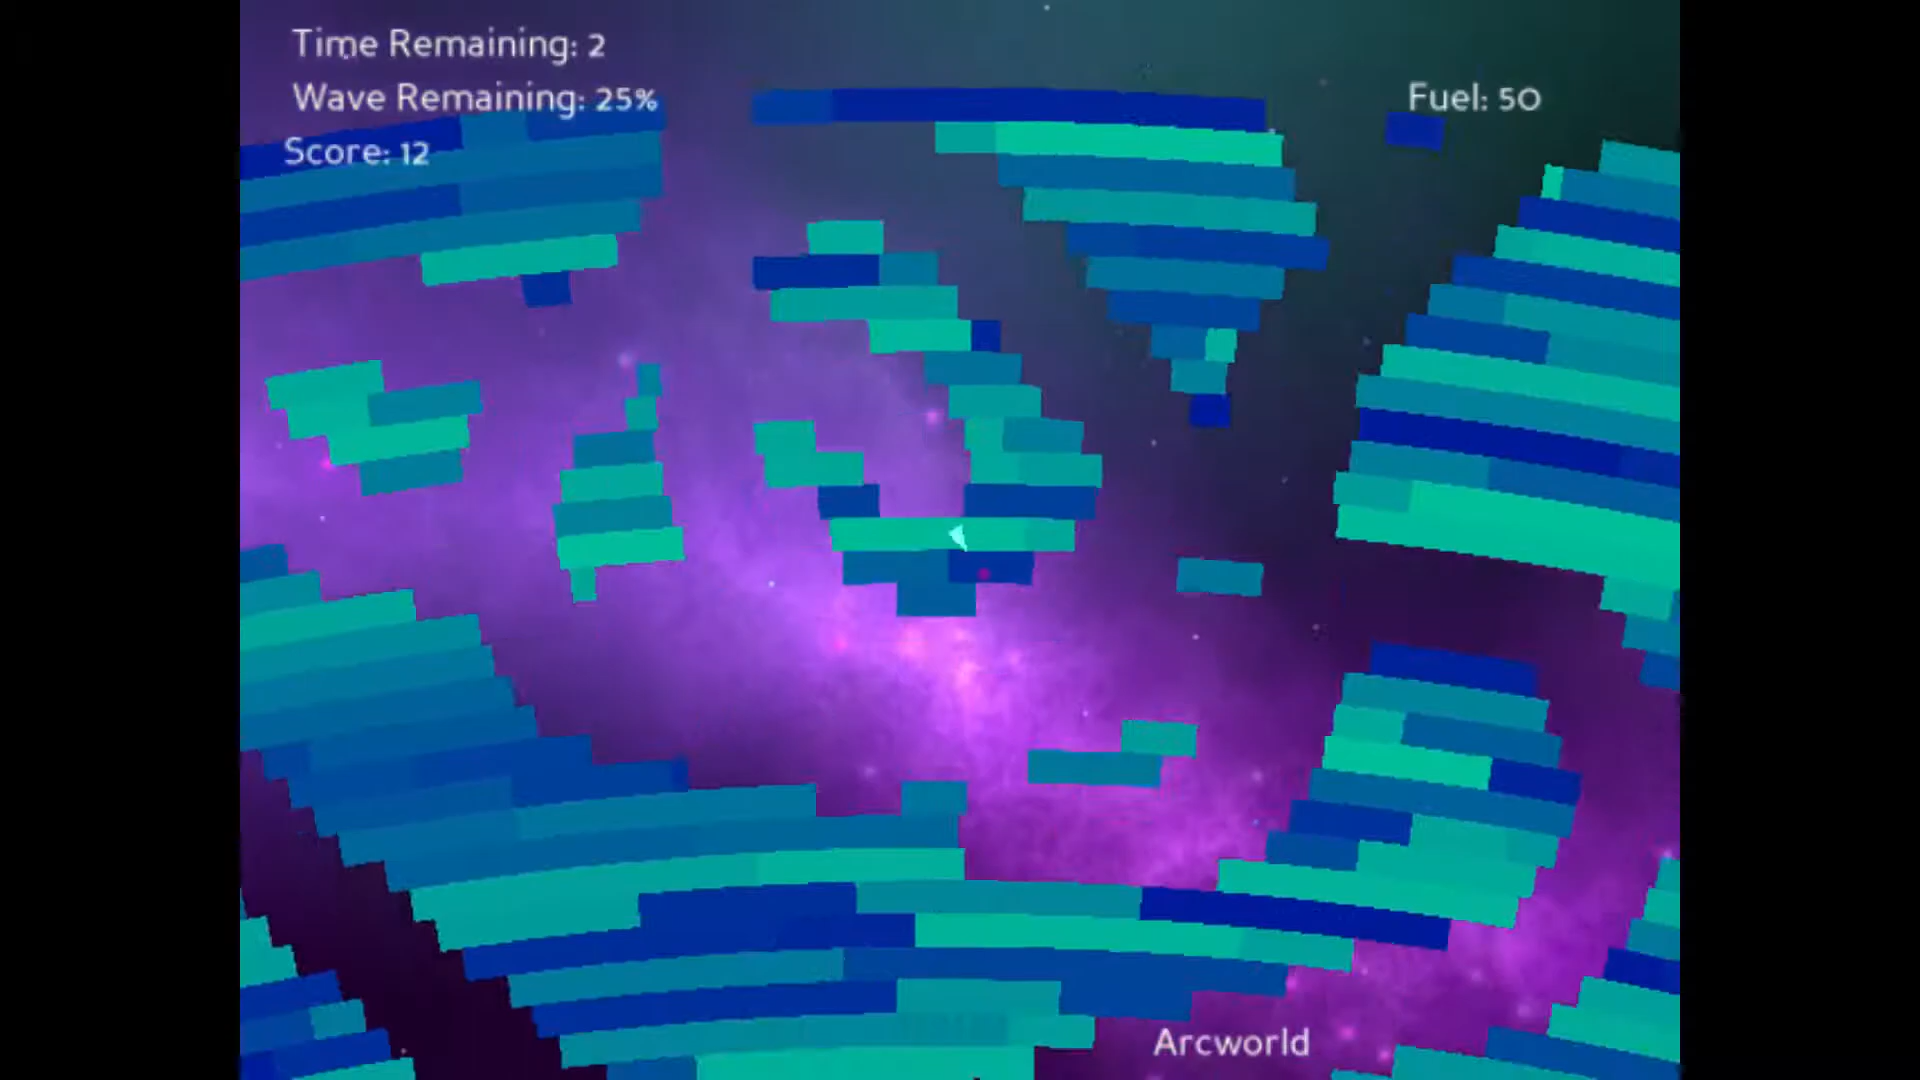 Time Remaining: 2
Wave Remaining: 25%
Fuel: 50
Score: 12
Arcworld